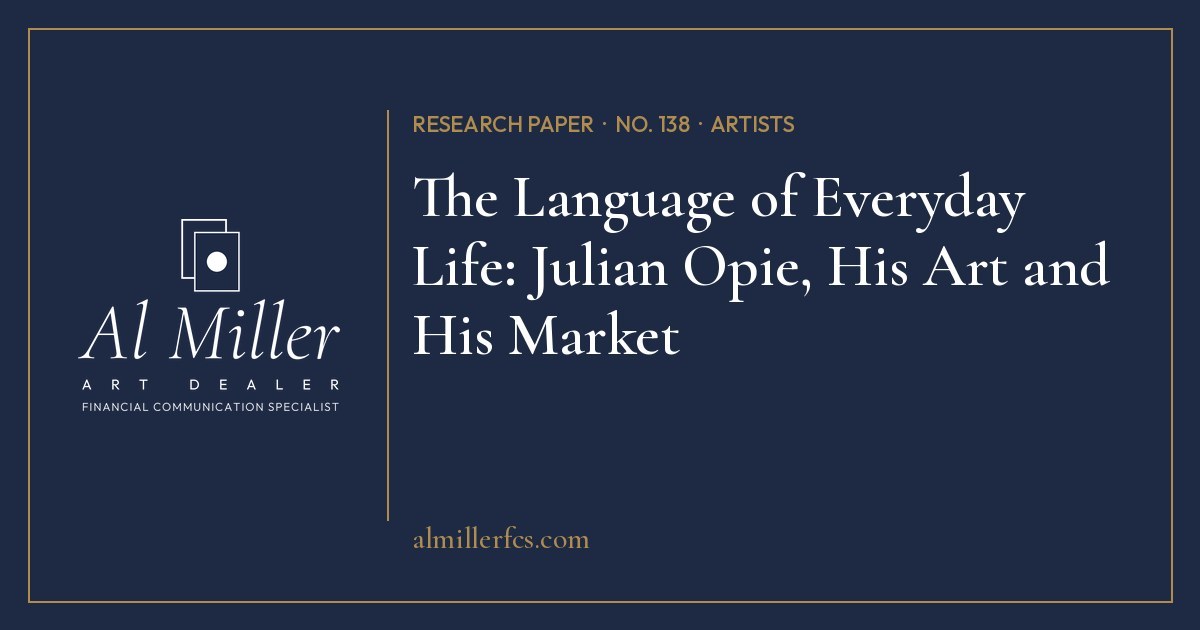 Al Miller
ART DEALER
FINANCIAL COMMUNICATION SPECIALIST
RESEARCH PAPER · NO. 138 · ARTISTS
The Language of Everyday
Life: Julian Opie, His Art and
His Market
almillerfcs.com